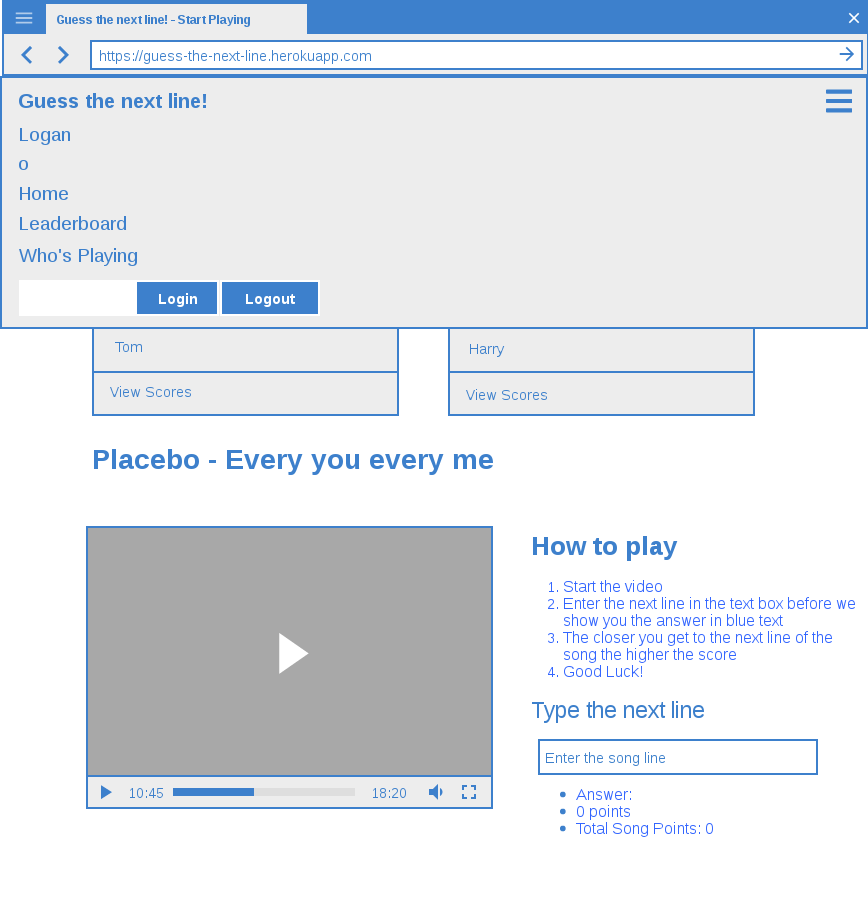 Guess the next line! - Start Playing
https://guess-the-next-line.herokuapp.com
Guess the next line!
Logan
o
Home
Leaderboard
Who's Playing
Login Logout
Tom
Harry
View Scores
View Scores
Placebo - Every you every me
10:45
18:20
How to play
1. Start the video
2. Enter the next line in the text box before we
show you the answer in blue text
3. The closer you get to the next line of the
song the higher the score
4. Good Luck!
Type the next line
Enter the song line
• Answer:
• 0 points
• Total Song Points: 0